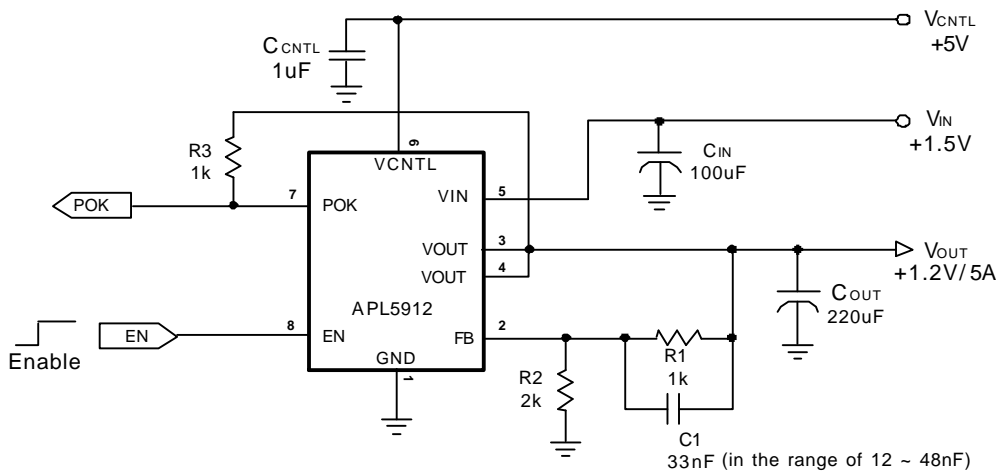 VCNTL
+5V
CCNTL
1uF
VIN
+1.5V
CIN
100uF
R3
1k
6
VCNTL
POK
7
POK
VIN
5
VOUT
3
VOUT
4
VOUT
+1.2V/5A
COUT
220uF
APL5912
Enable
EN
8
EN
FB
2
GND
1
R2
2k
R1
1k
C1
33nF (in the range of 12 ~ 48nF)